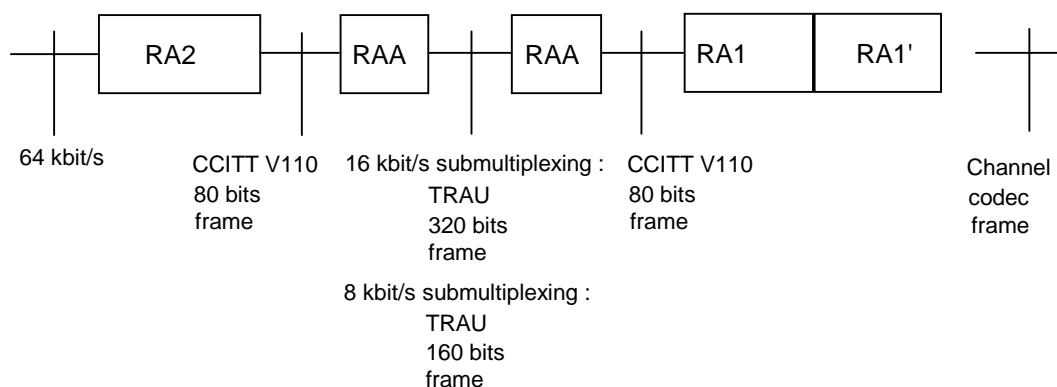 RA2
RAA
RAA
RA1
RA1'
64 kbit/s
CCITT V110
80 bits
frame
16 kbit/s submultiplexing :
TRAU
320 bits
frame
8 kbit/s submultiplexing :
TRAU
160 bits
frame
CCITT V110
80 bits
frame
Channel
codec
frame